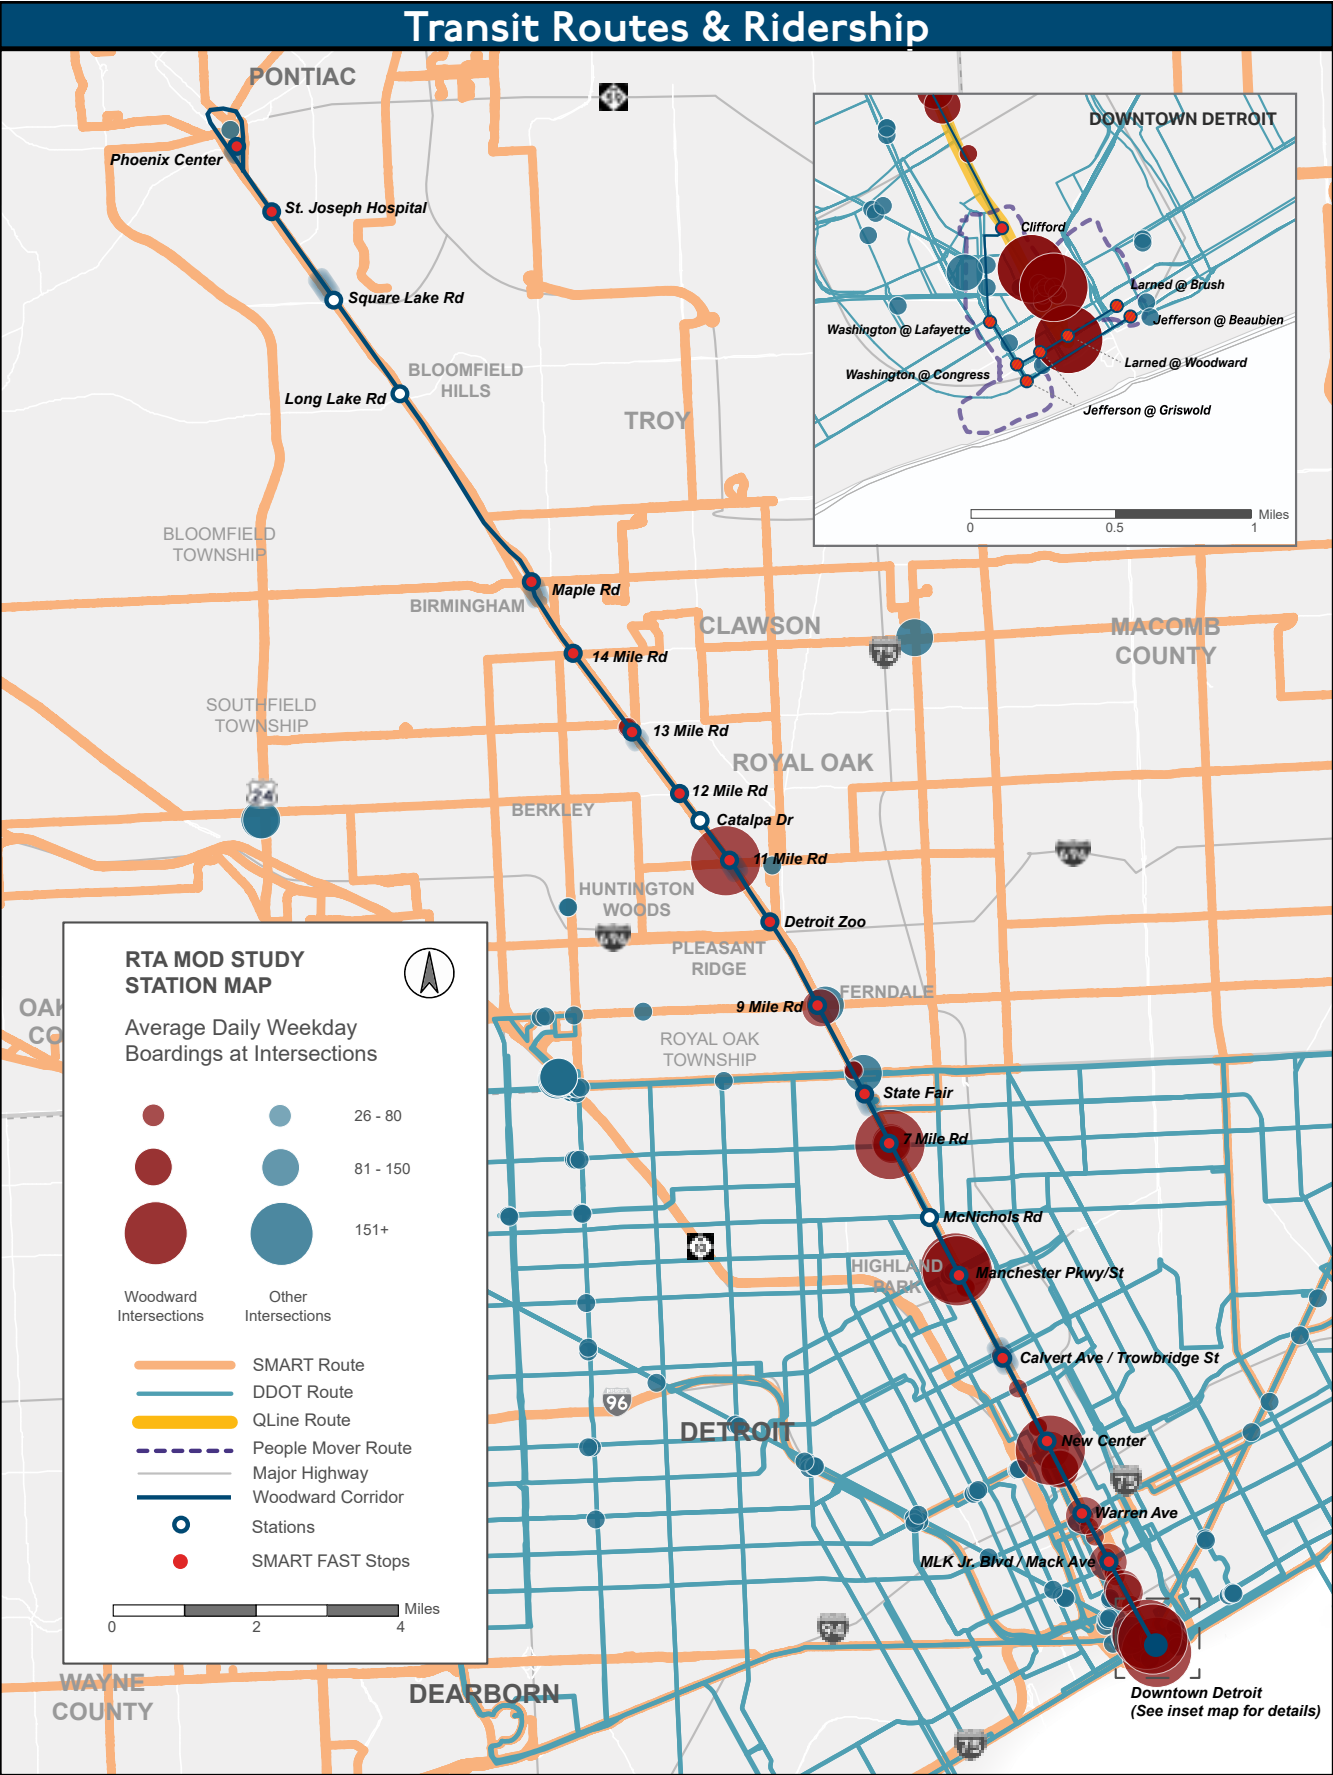 Transit Routes & Ridership
PONTIAC
Phoenix Center
St. Joseph Hospital
Square Lake Rd
BLOOMFIELD
HILLS
Long Lake Rd
TROY
BLOOMFIELD
TOWNSHIP
Maple Rd
BIRMINGHAM
CLAWSON
MACOMB
COUNTY
75
14 Mile Rd
SOUTHFIELD
TOWNSHIP
13 Mile Rd
ROYAL OAK
24
12 Mile Rd
BERKLEY
Catalpa Dr
11 Mile Rd
696
HUNTINGTON
WOODS
Detroit Zoo
696
PLEASANT
RIDGE
9 Mile Rd
FERNDALE
ROYAL OAK
TOWNSHIP
State Fair
7 Mile Rd
McNichols Rd
HIGHLAND
PARK
Manchester Pkwy/St
Calvert Ave / Trowbridge St
96
DETROIT
New Center
75
Warren Ave
MLK Jr. Blvd / Mack Ave
Downtown Detroit
(See inset map for details)
75
DEARBORN
WAYNE
COUNTY
OAK
CO
DOWNTOWN DETROIT
Clifford
Larned @ Brush
Jefferson @ Beaubien
Washington @ Lafayette
Larned @ Woodward
Washington @ Congress
Jefferson @ Griswold
Miles
0 0.5 1
RTA MOD STUDY
STATION MAP
Average Daily Weekday
Boardings at Intersections
26 - 80
81 - 150
151+
Woodward
Intersections
Other
Intersections
SMART Route
DDOT Route
QLine Route
People Mover Route
Major Highway
Woodward Corridor
Stations
SMART FAST Stops
Miles
0 2 4